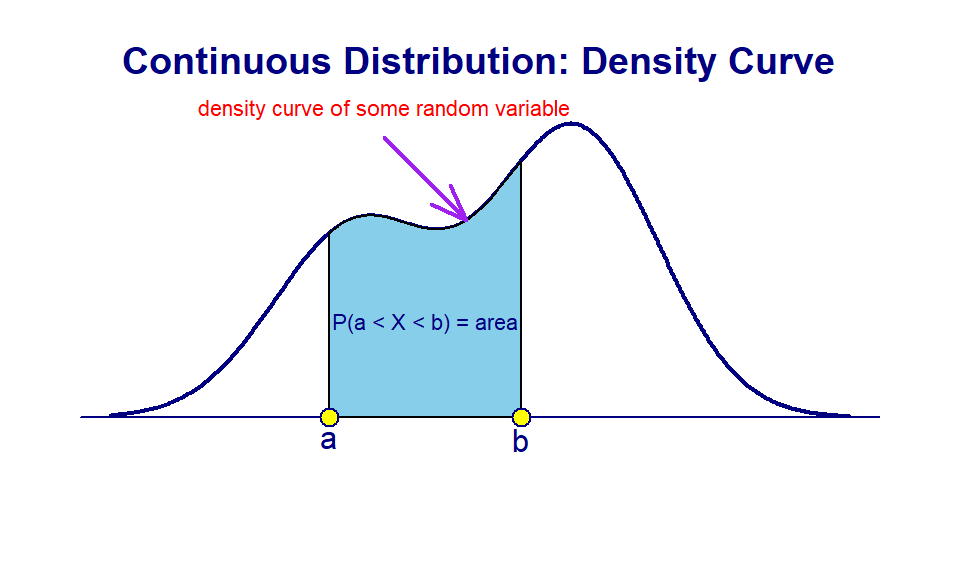 Continuous Distribution: Density Curve
density curve of some random variable
P(a < X < b) = area
a
b